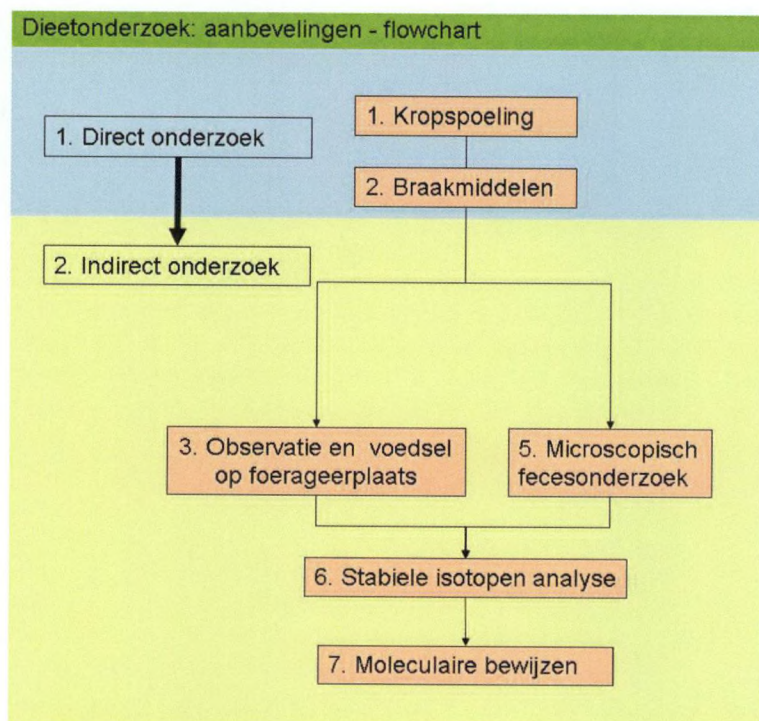 Dieetonderzoek: aanbevelingen - flowchart
1. Direct onderzoek
1. Kropspoeling
2. Braakmiddelen
2. Indirect onderzoek
3. Observatie en voedsel
op foerageerplaats
5. Microscopisch
fecesonderzoek
6. Stabiele isotopen analyse
7. Moleculaire bewijzen